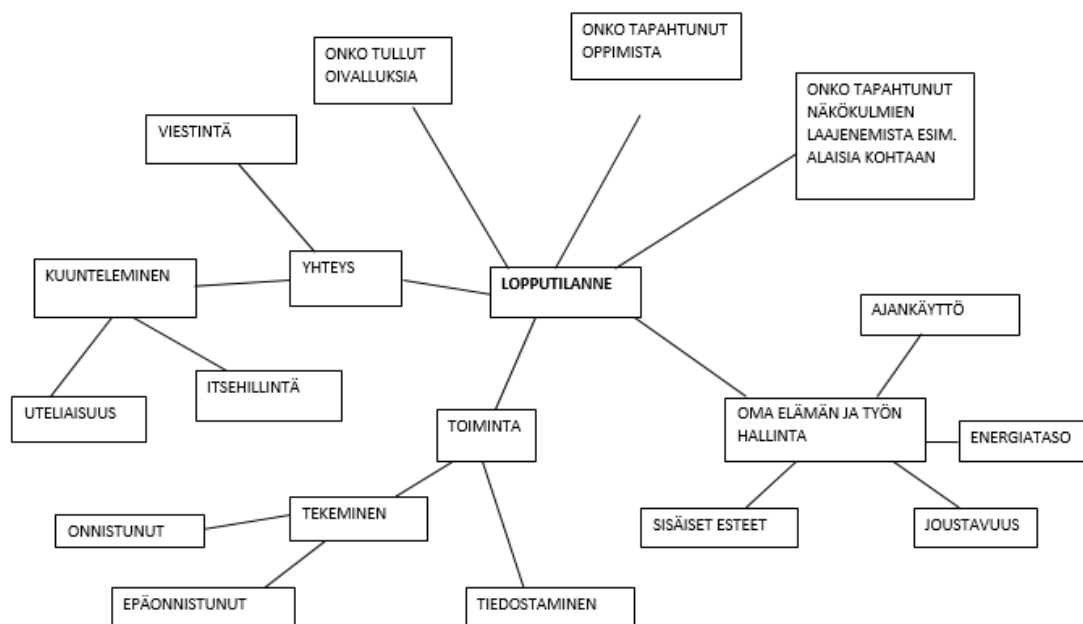 ONKO TAPAHTUNUT
OPPIMISTA
ONKO TULLUT
OIVALLUKSIA
ONKO TAPAHTUNUT
NÄKÖKULMIEN
LAAJENEMISTA ESIM.
ALAISIA KOHTAAN
VIESTINTÄ
YHTEYS
KUUNTELEMINEN
LOPPUTILANNE
AJANKÄYTTÖ
ITSEHILLINTÄ
UTELIAISUUS
TOIMINTA
OMA ELÄMÄN JA TYÖN
HALLINTA
ENERGIATASO
TEKEMINEN
ONNISTUNUT
SISÄISET ESTEET
JOUSTAVUUS
EPÄONNISTUNUT
TIEDOSTAMINEN